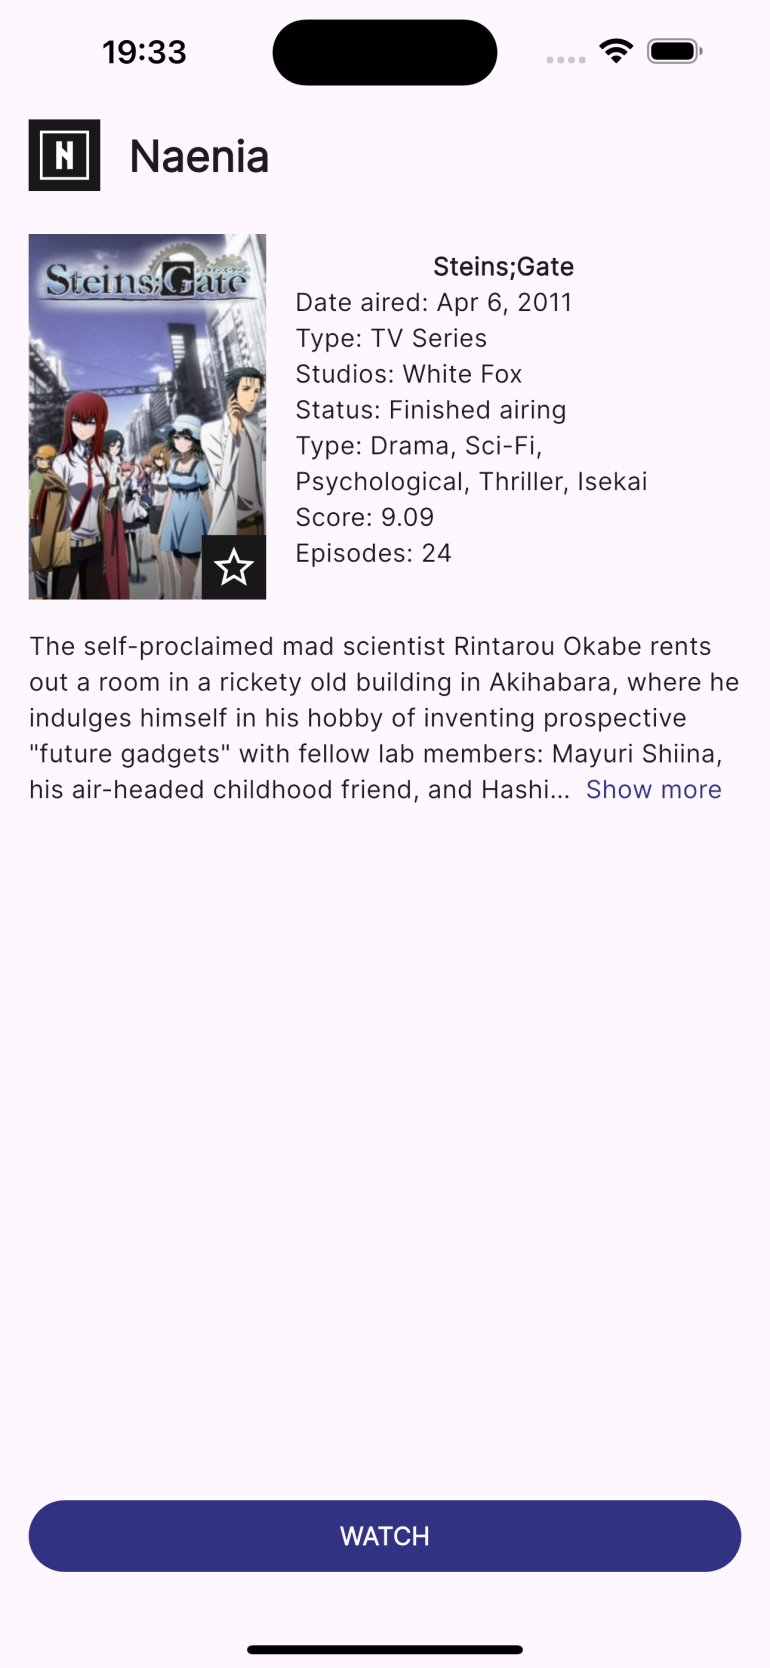 19:33
N
Naenia
Steins;Gate
Steins;Gate
Date aired: Apr 6, 2011
Type: TV Series
Studios: White Fox
Status: Finished airing
Type: Drama, Sci-Fi,
Psychological, Thriller, Isekai
Score: 9.09
Episodes: 24
The self-proclaimed mad scientist Rintarou Okabe rents
out a room in a rickety old building in Akihabara, where he
indulges himself in his hobby of inventing prospective
"future gadgets" with fellow lab members: Mayuri Shiina,
his air-headed childhood friend, and Hashi... Show more
WATCH